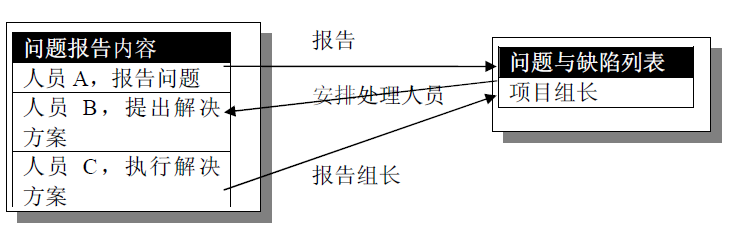 问题报告内容
人员 A，报告问题
人员 B，提出解决
方案
人员 C，执行解决
方案
报告
安排处理人员
报告组长
问题与缺陷列表
项目组长